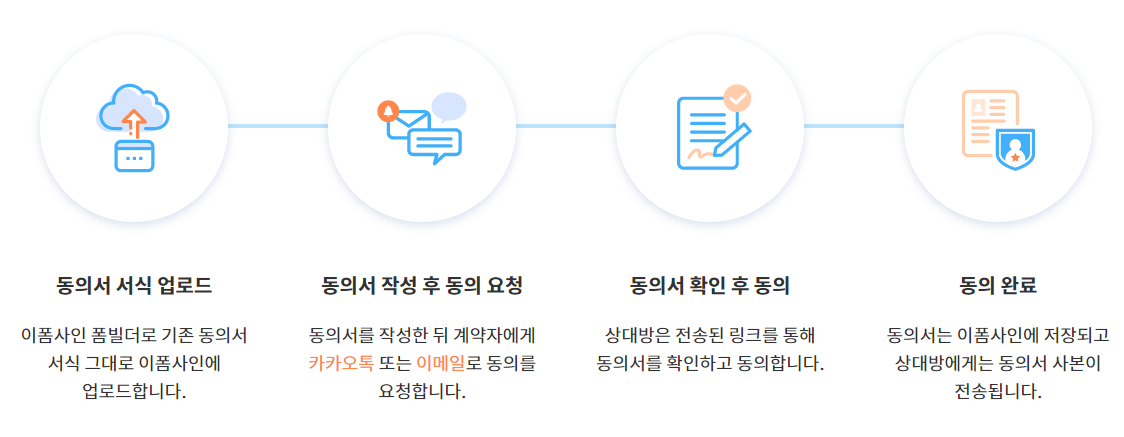 동의서 서식 업로드
이폼사인 폼빌더로 기존 동의서
서식 그대로 이폼사인에
업로드합니다.
동의서 작성 후 동의 요청
동의서를 작성한 뒤 계약자에게
카카오톡 또는 이메일로 동의를
요청합니다.
동의서 확인 후 동의
상대방은 전송된 링크를 통해
동의서를 확인하고 동의합니다.
동의 완료
동의서는 이폼사인에 저장되고
상대방에게는 동의서 사본이
전송됩니다.